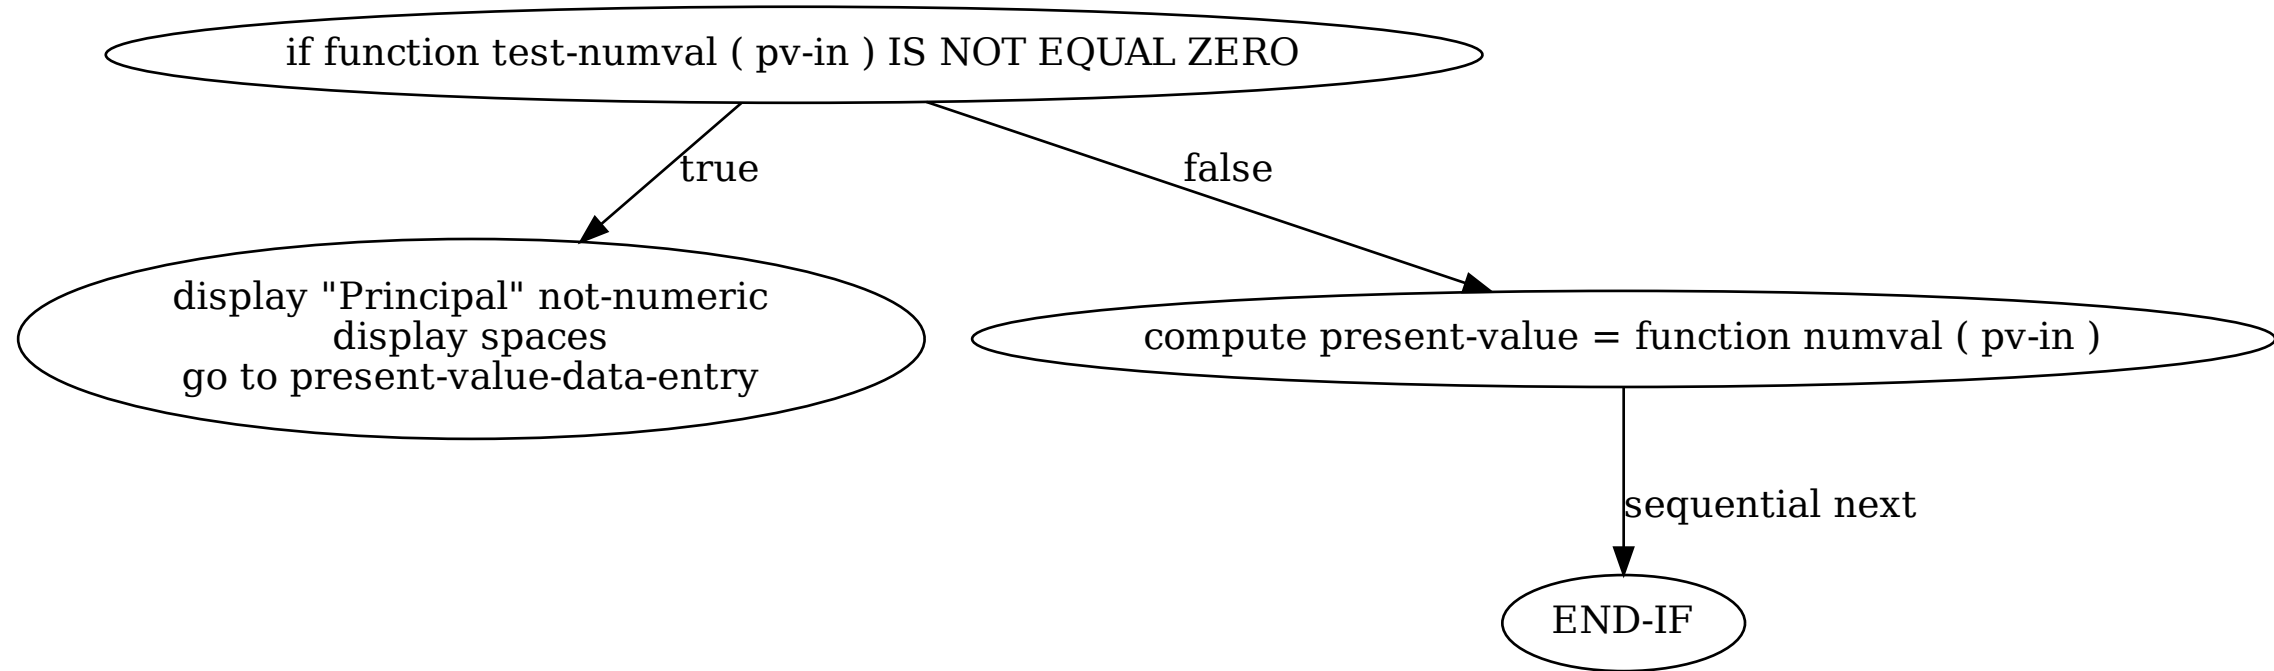 if function test-numval ( pv-in ) IS NOT EQUAL ZERO
true
false
display "Principal" not-numeric
display spaces
go to present-value-data-entry
compute present-value = function numval ( pv-in )
sequential next
END-IF